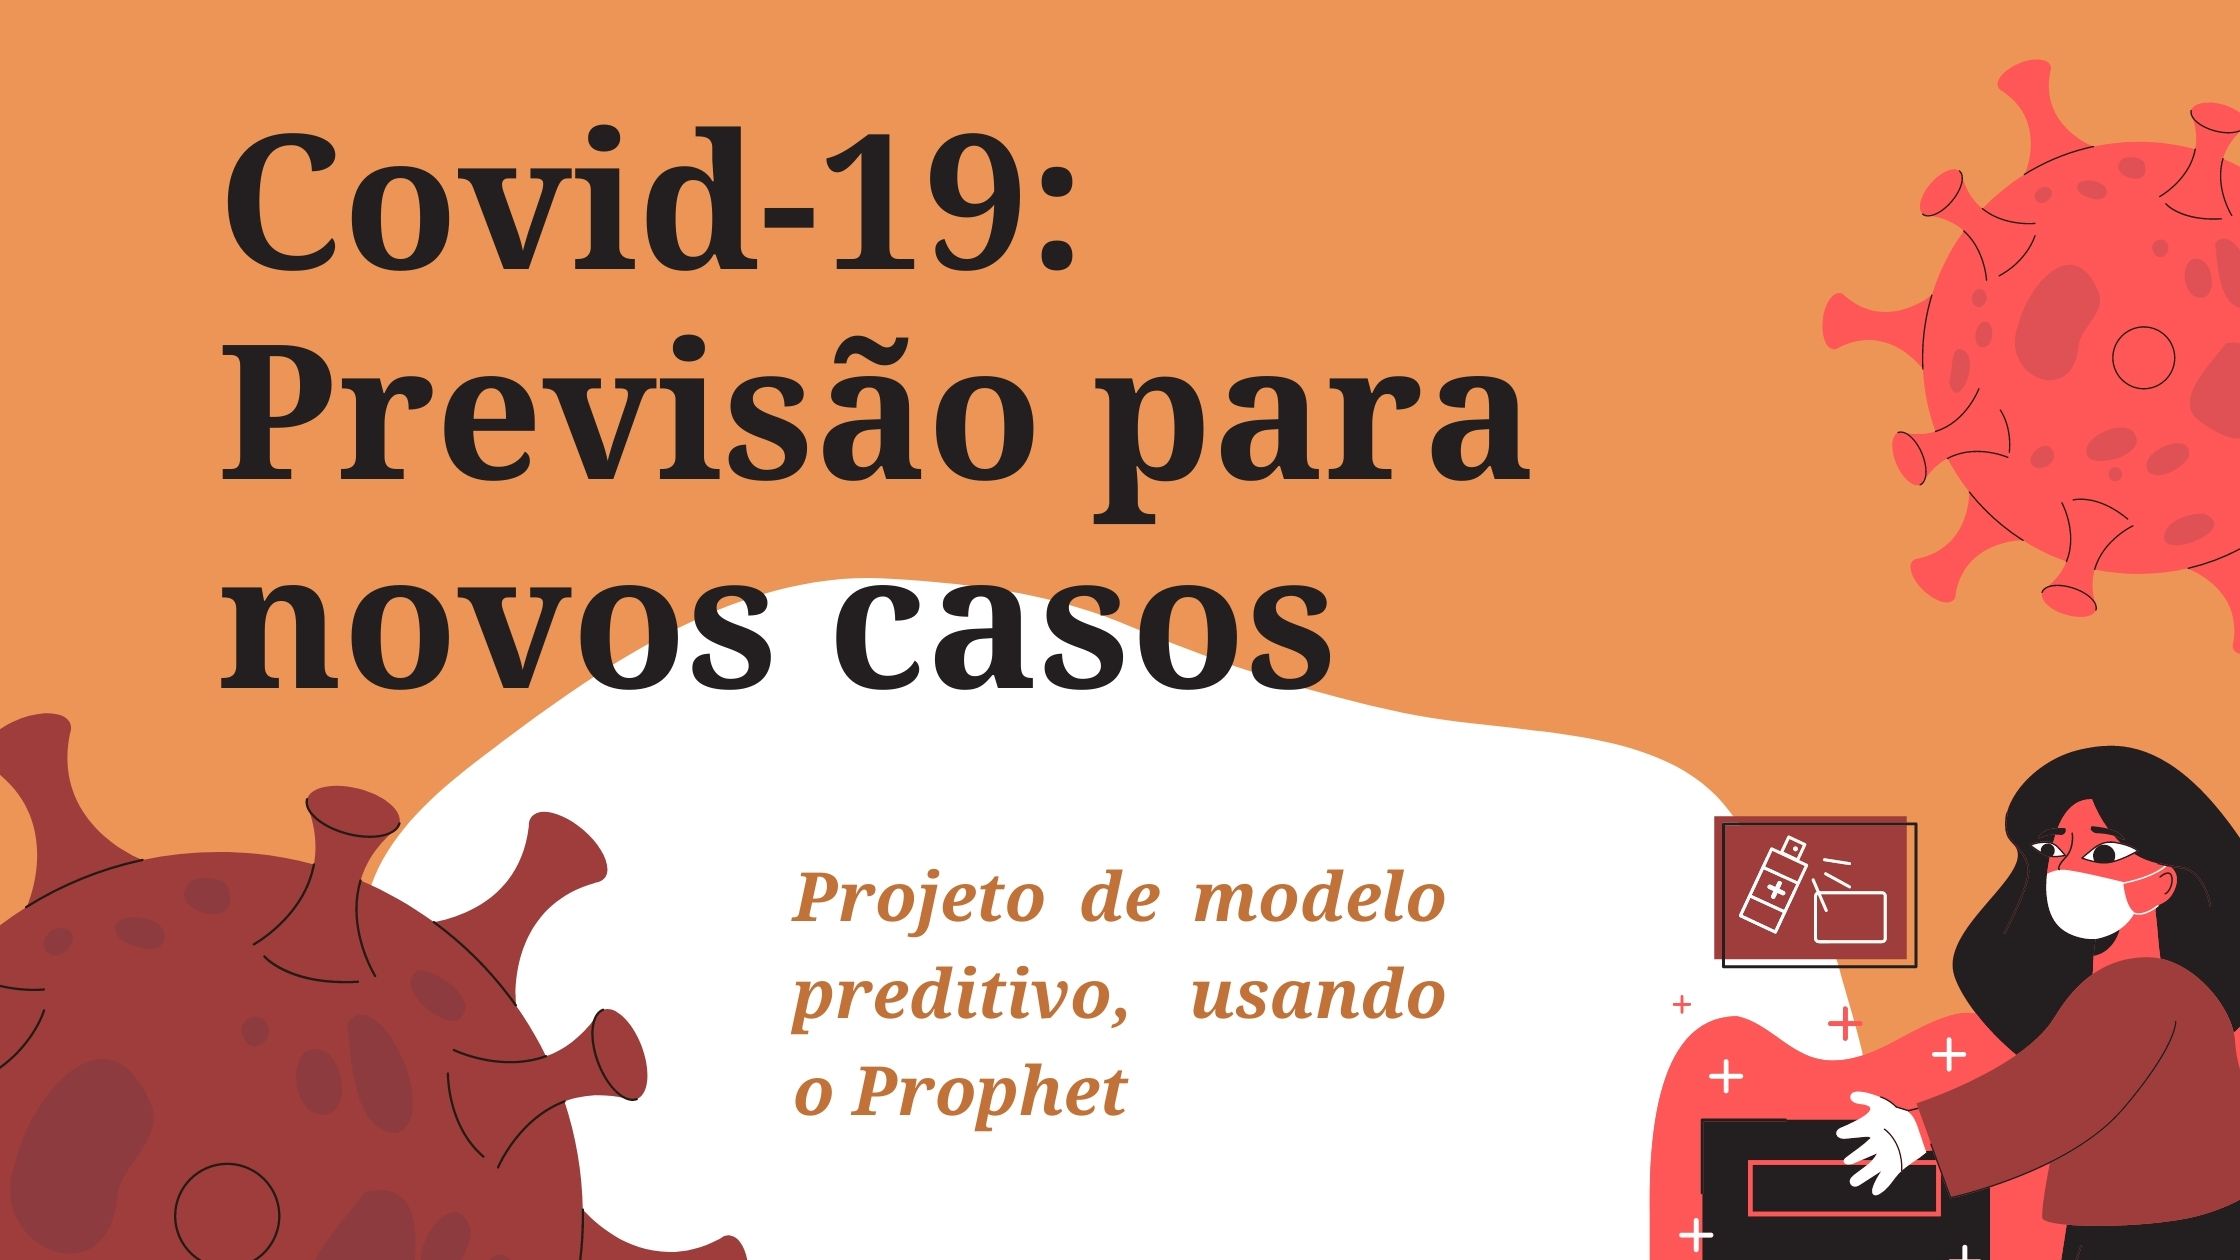 Covid-19:
Previsão para
novos casos
Projeto de modelo
preditivo, usando
o Prophet